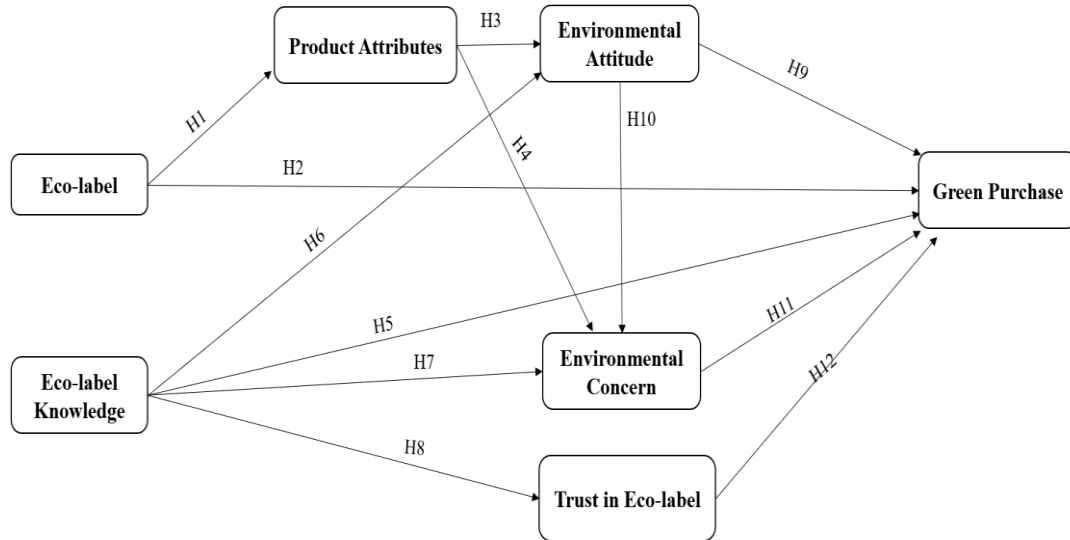 H3
Environmental
Attitude
Product Attributes
H9
H1
H10
H4
Eco-label
H2
Green Purchase
H6
H5
H11
Environmental
Concern
H7
Eco-label
Knowledge
H12
H8
Trust in Eco-label